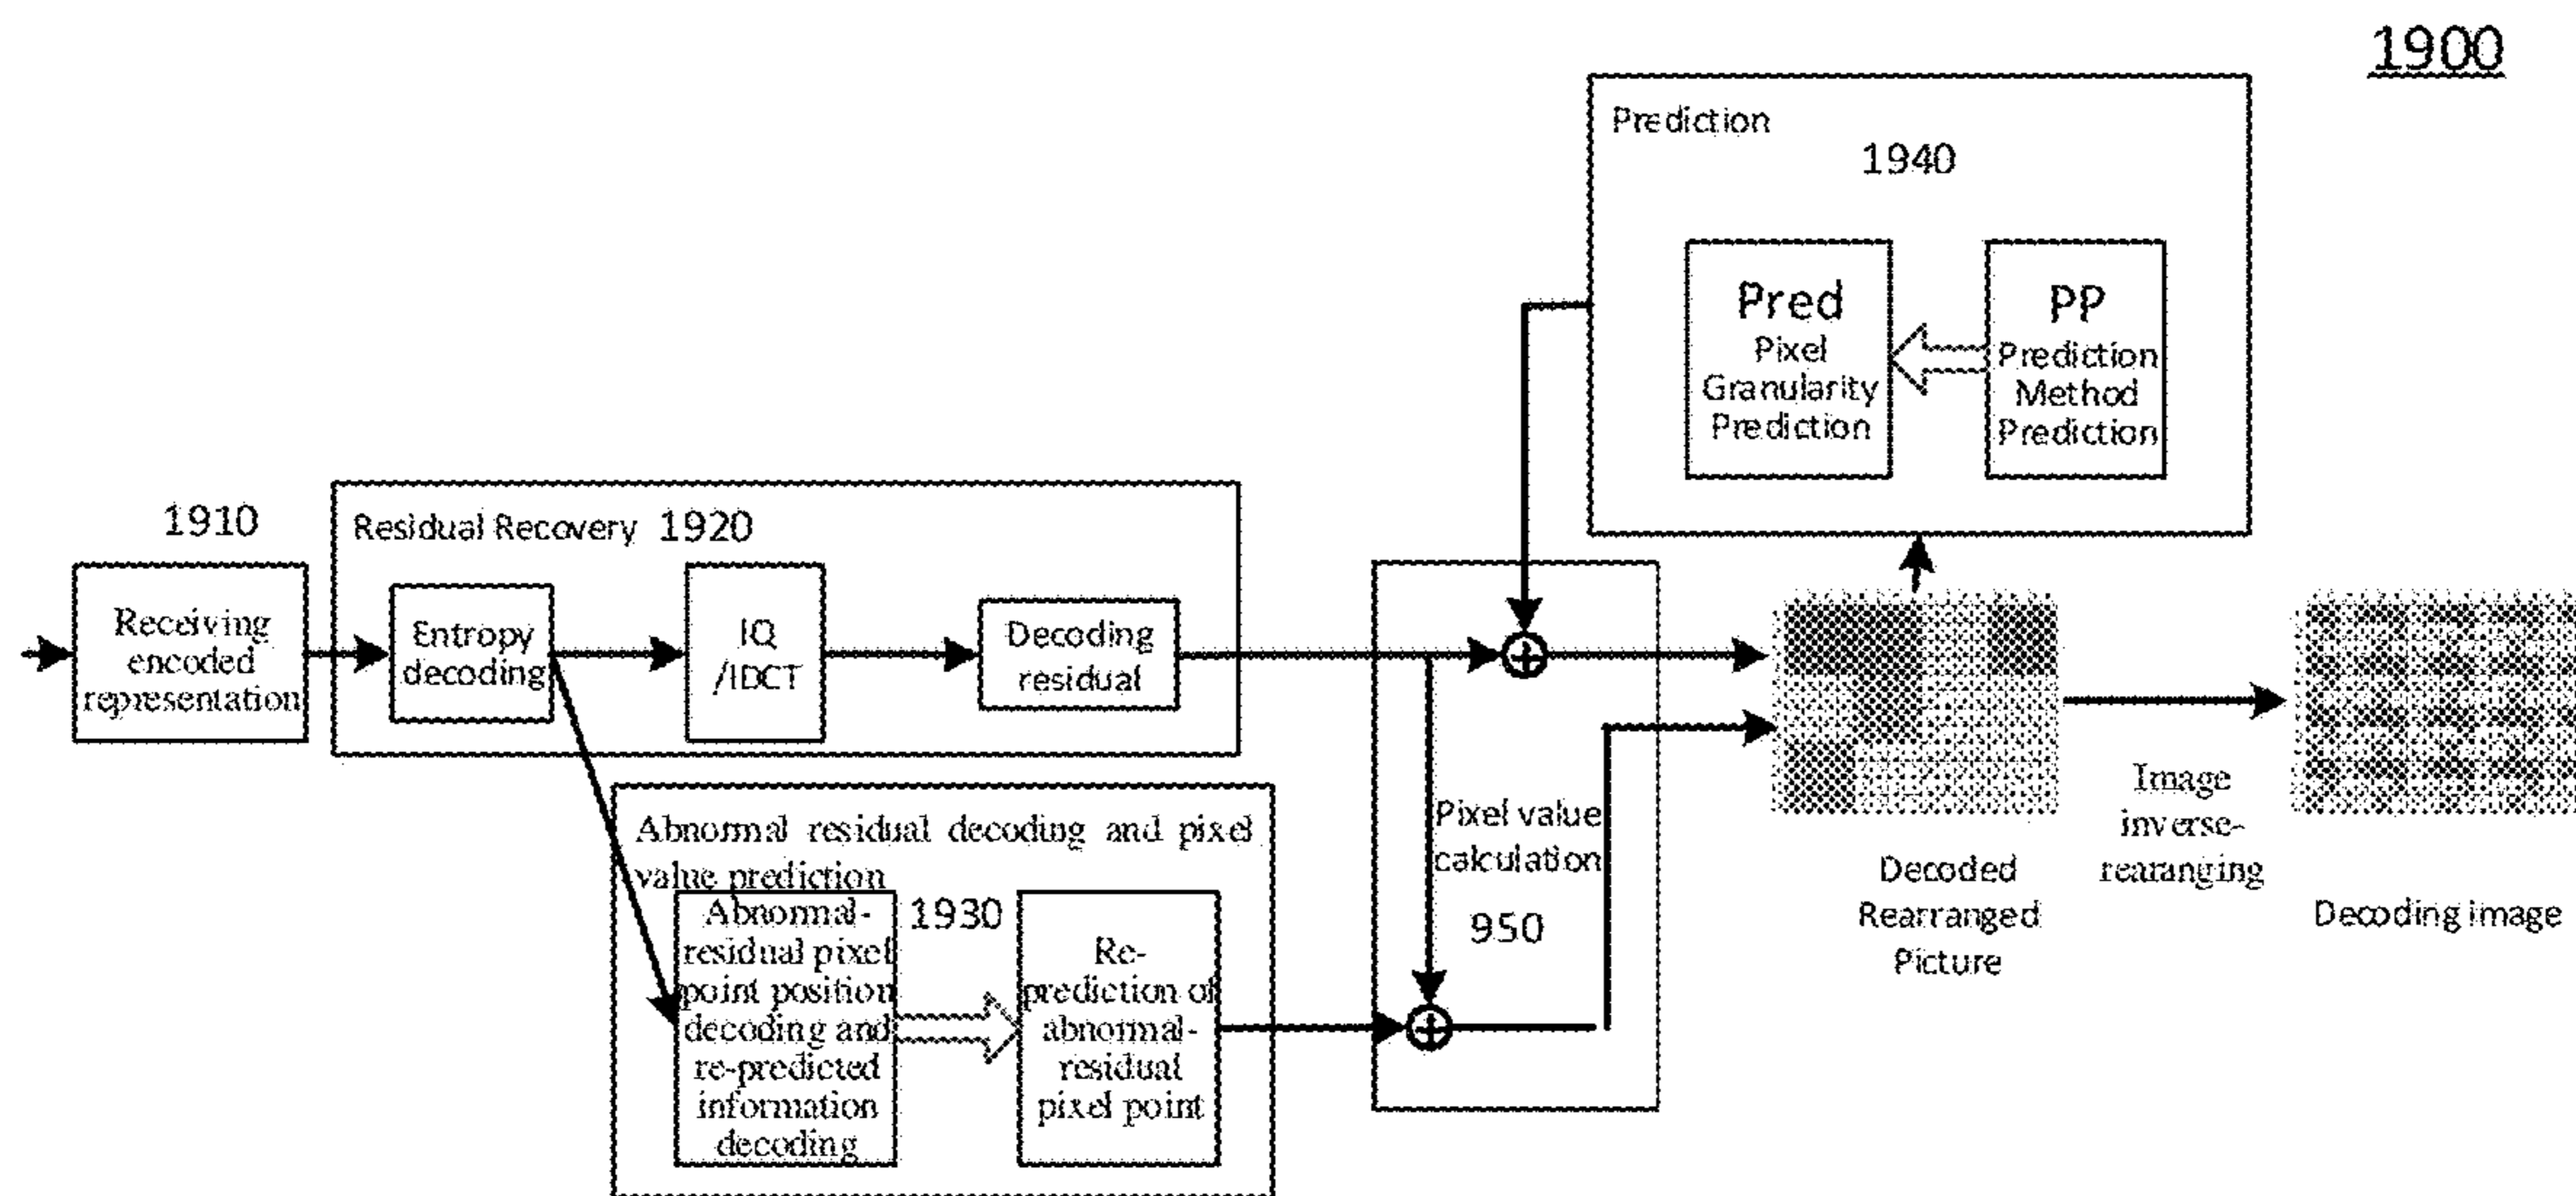 1900
Prediction
1940
Pred
Pixel
Granularity
Prediction
PP
Prediction
Method
Prediction
1910
Receiving
encoded
representation
Residual Recovery 1920
Entropy
decoding
IQ
/IDCT
Decoding
residual
Abnormal residual decoding and pixel
value prediction
1930
Abnormal-
residual pixel
point position
decoding and
re-predicted
information
decoding
Re-
prediction of
abnormal-
residual
pixel point
Pixel value
calculation
950
Decoded
Rearranged
Picture
Image
inverse-
rearanging
Decoding image